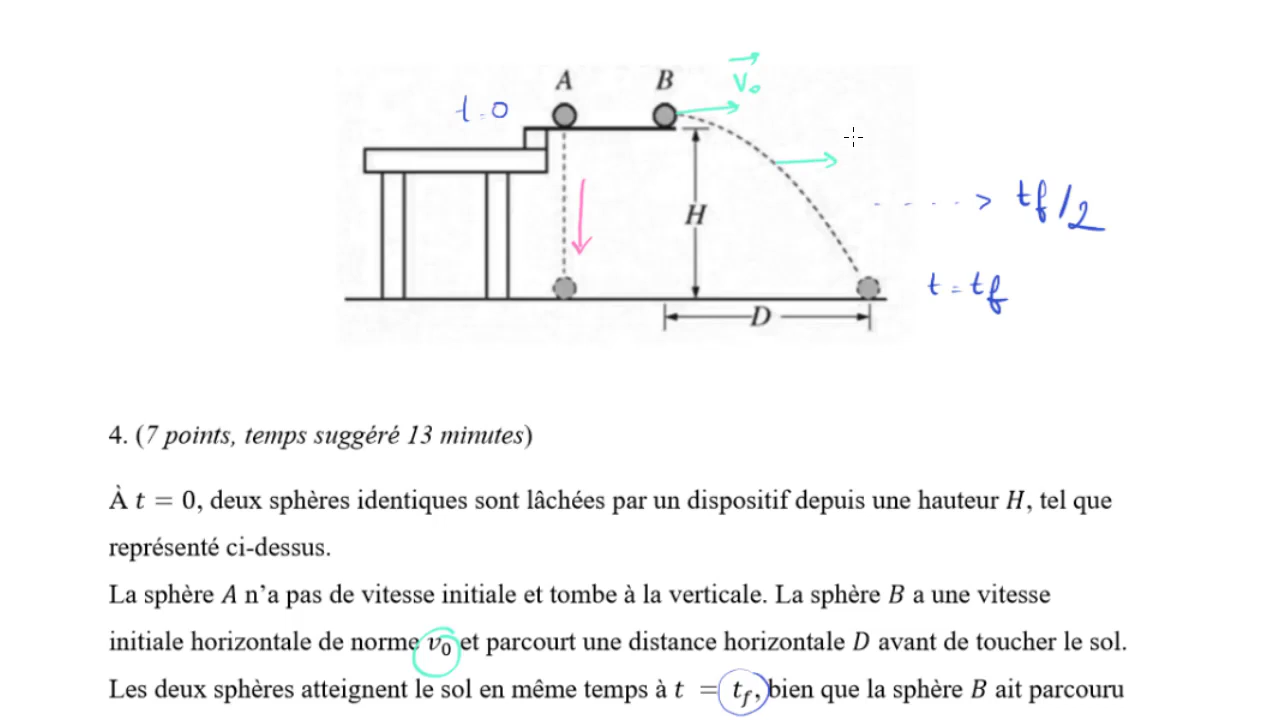 A B
v₀
t=0
H
tf/2
t=tf
D
4. (7 points, temps suggéré 13 minutes)
À t = 0, deux sphères identiques sont lâchées par un dispositif depuis une hauteur H, tel que
représenté ci-dessus.
La sphère A n’a pas de vitesse initiale et tombe à la verticale. La sphère B a une vitesse
initiale horizontale de norme v₀ et parcourt une distance horizontale D avant de toucher le sol.
Les deux sphères atteignent le sol en même temps à t = tf, bien que la sphère B ait parcouru